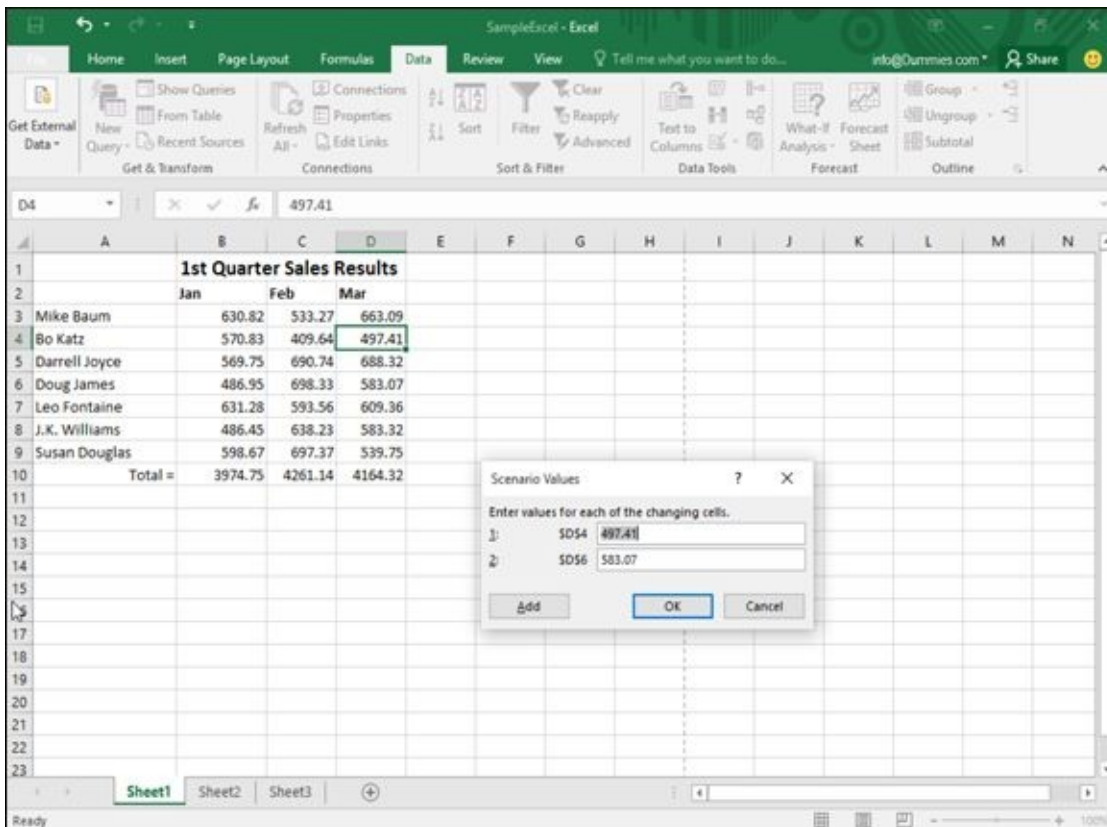 SampleExcel - Excel
Home Insert Page Layout Formulas Data Review View Tell me what you want to do... info@Dummies.com Share
Get External Data
New Query
Show Queries
From Table
Recent Sources
Get & Transform
Refresh All
Connections
Properties
Edit Links
Connections
Sort
Filter
Clear
Reapply
Advanced
Sort & Filter
Text to Columns
Data Tools
What-If Analysis
Forecast Sheet
Forecast
Group
Ungroup
Subtotal
Outline
D4 fx 497.41
A B C D E F G H I J K L M N
1 1st Quarter Sales Results
2 Jan Feb Mar
3 Mike Baum 630.82 533.27 663.09
4 Bo Katz 570.83 409.64 497.41
5 Darrell Joyce 569.75 690.74 688.32
6 Doug James 486.95 698.33 583.07
7 Leo Fontaine 631.28 593.56 609.36
8 J.K. Williams 486.45 638.23 583.32
9 Susan Douglas 598.67 697.37 539.75
10 Total = 3974.75 4261.14 4164.32
11
12
13
14
15
17
18
19
20
21
22
23
Scenario Values ?
Enter values for each of the changing cells.
1: $D$4 497.41
2: $D$6 583.07
Add OK Cancel
Sheet1 Sheet2 Sheet3
Ready 100%